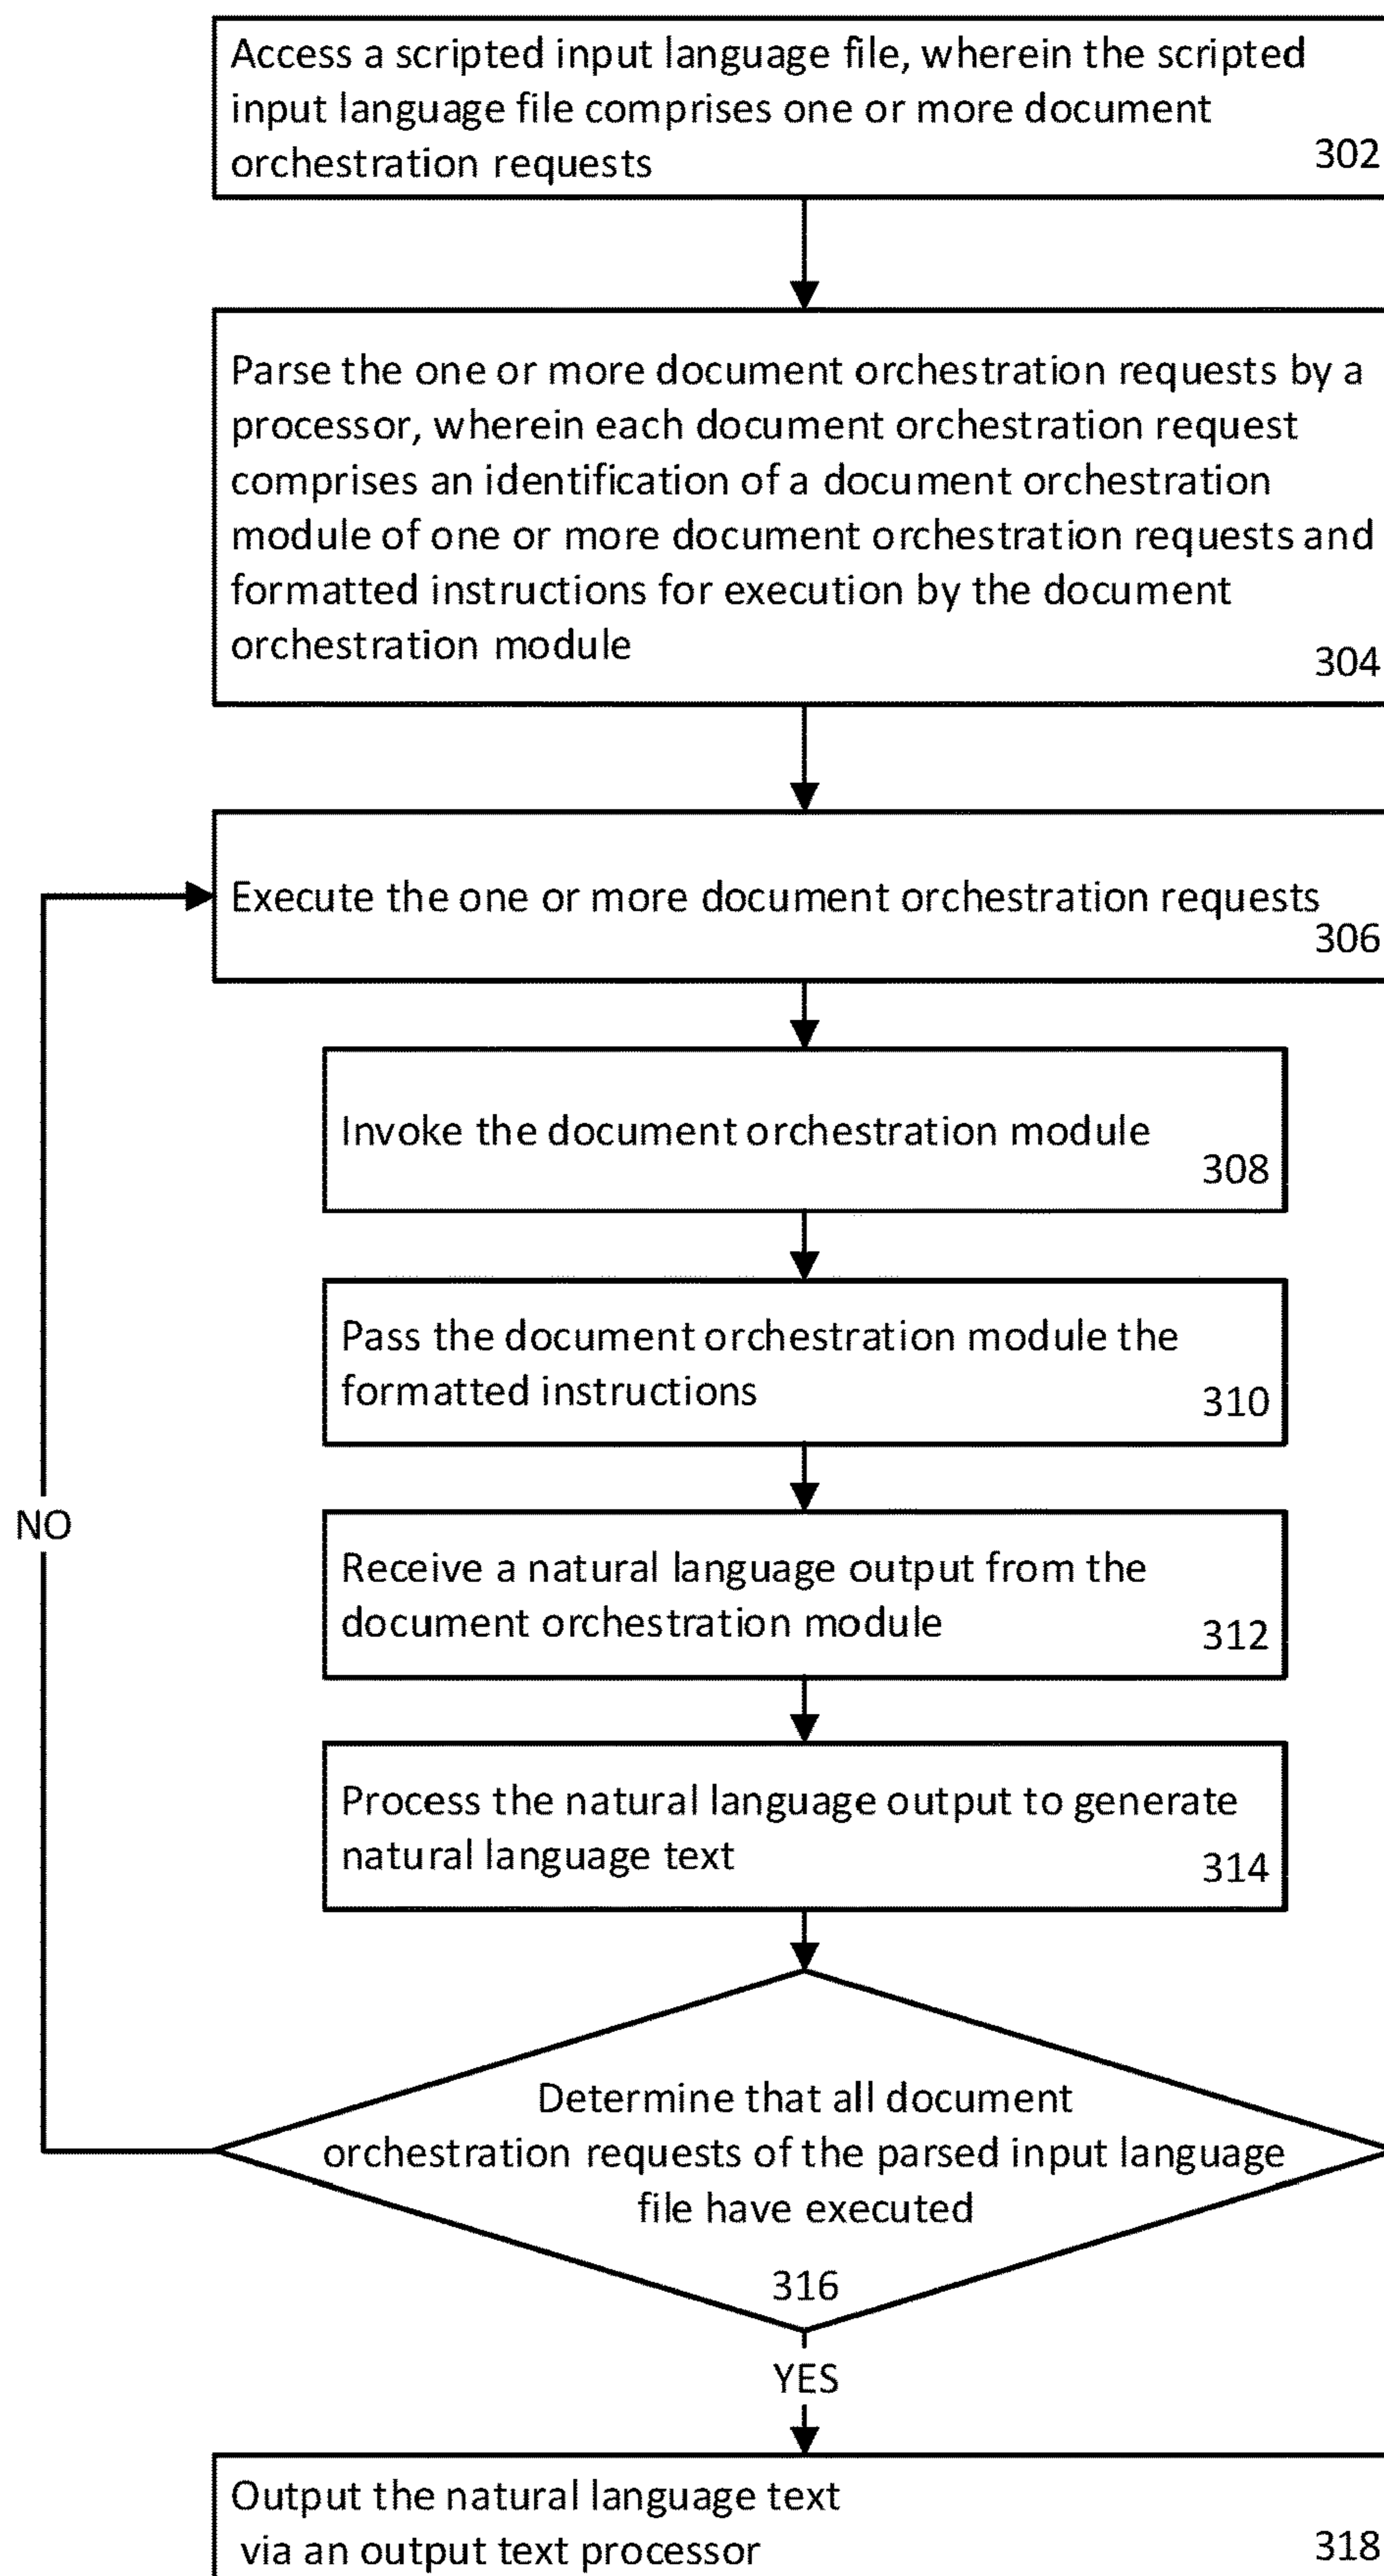 Access a scripted input language file, wherein the scripted
input language file comprises one or more document
orchestration requests
302
Parse the one or more document orchestration requests by a
processor, wherein each document orchestration request
comprises an identification of a document orchestration
module of one or more document orchestration requests and
formatted instructions for execution by the document
orchestration module
304
Execute the one or more document orchestration requests
306
Invoke the document orchestration module
308
Pass the document orchestration module the
formatted instructions
310
NO
Receive a natural language output from the
document orchestration module
312
Process the natural language output to generate
natural language text
314
Determine that all document
orchestration requests of the parsed input language
file have executed
316
YES
Output the natural language text
via an output text processor
318